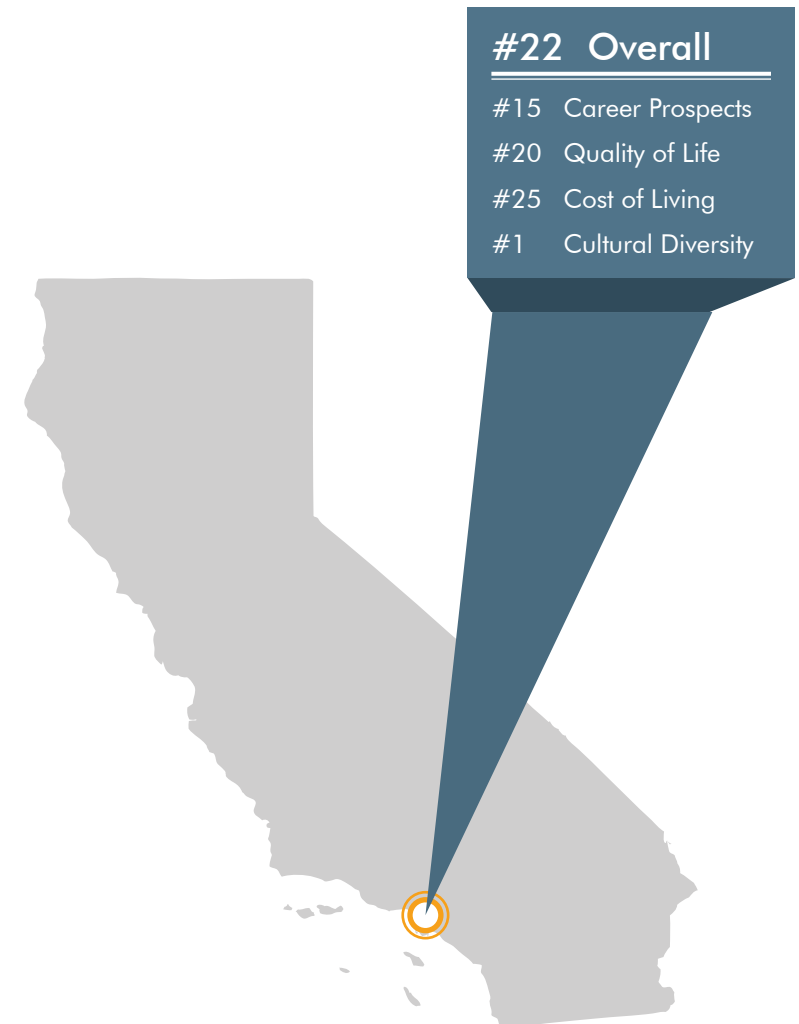 #22 Overall
#15 Career Prospects
#20 Quality of Life
#25 Cost of Living
#1 Cultural Diversity